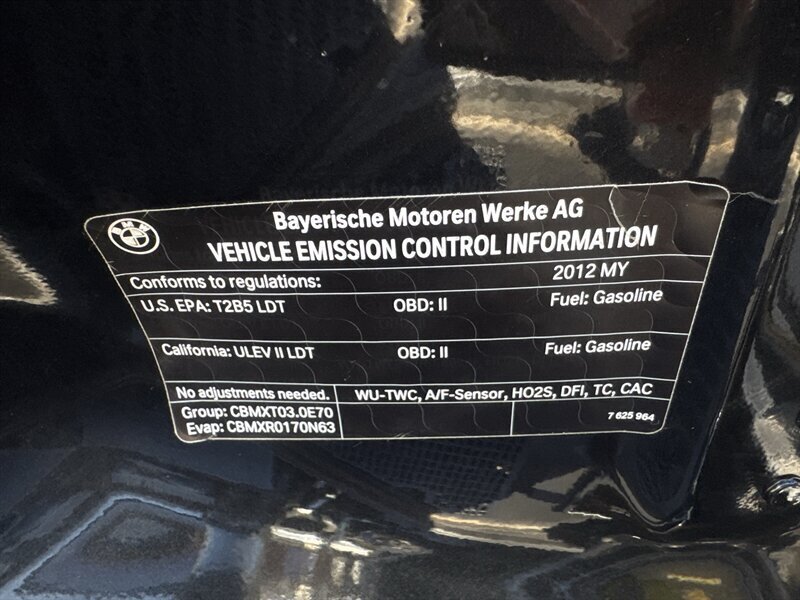 BMW
Bayerische Motoren Werke AG
VEHICLE EMISSION CONTROL INFORMATION
Conforms to regulations: 2012 MY
U.S. EPA: T2B5 LDT OBD: II Fuel: Gasoline
California: ULEV II LDT OBD: II Fuel: Gasoline
No adjustments needed. WU-TWC, A/F-Sensor, HO2S, DFI, TC, CAC
Group: CBMXT03.0E70
Evap: CBMXR0170N63 7 625 964